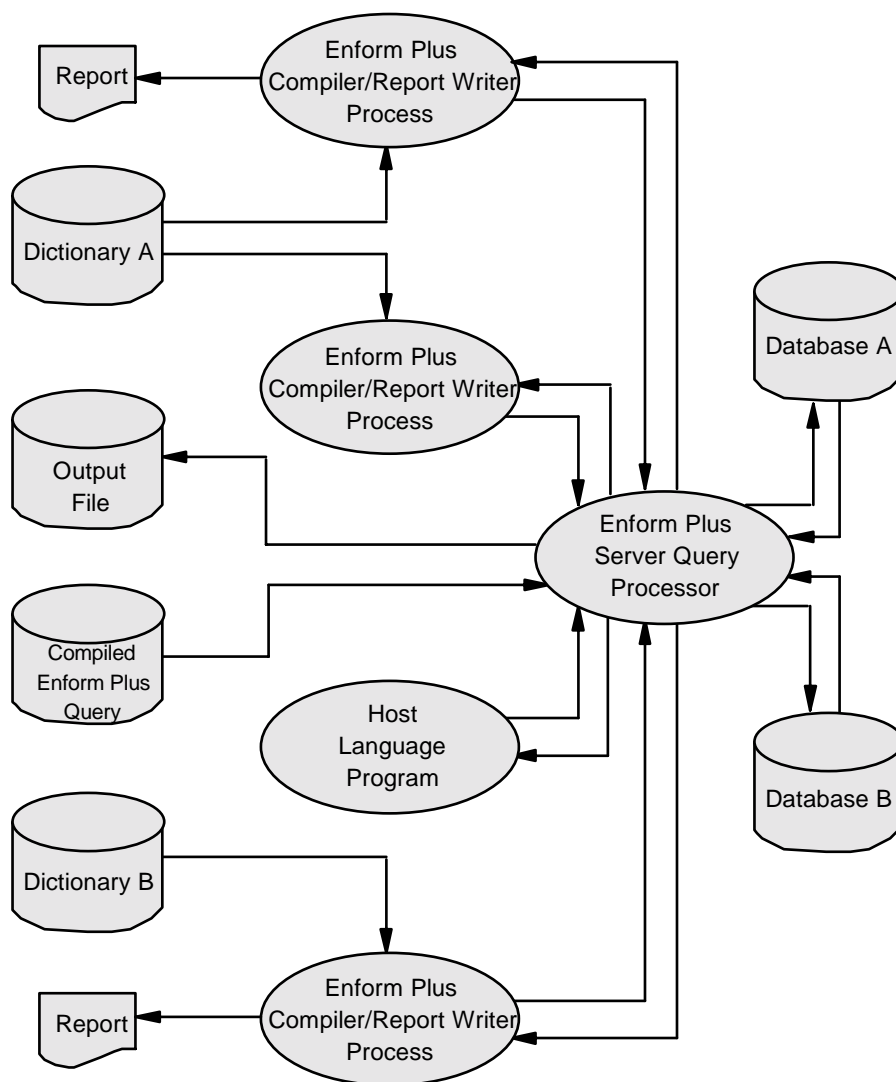 Report
Enform Plus
Compiler/Report Writer
Process
Dictionary A
Enform Plus
Compiler/Report Writer
Process
Database A
Output
File
Enform Plus
Server Query
Processor
Compiled
Enform Plus
Query
Host
Language
Program
Database B
Dictionary B
Report
Enform Plus
Compiler/Report Writer
Process